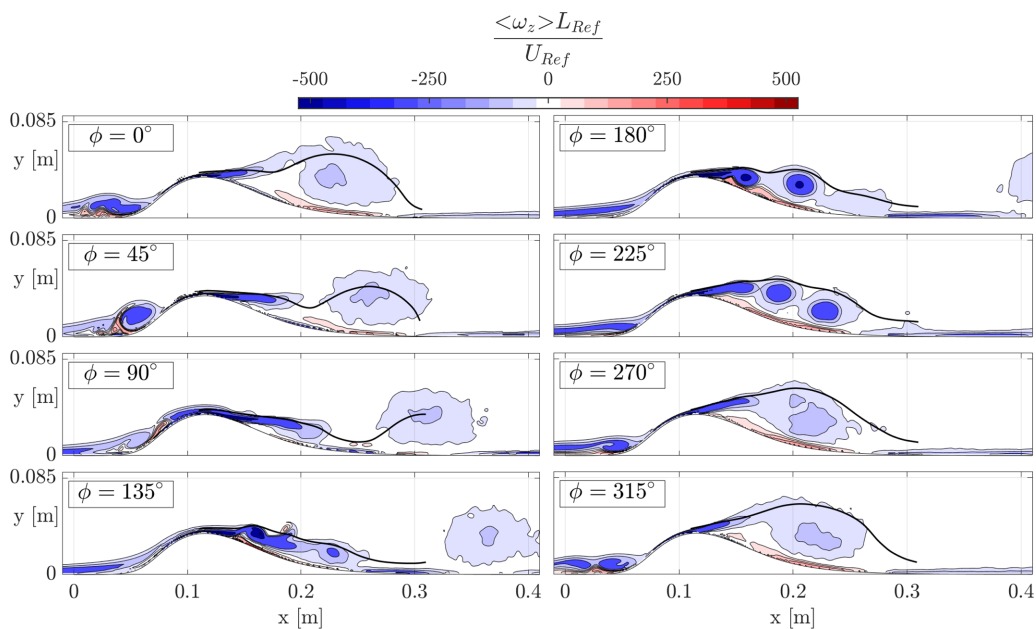 <ω_z> L_Ref
U_Ref
-500 -250 0 250 500
0.085
y [m]
0
ϕ = 0°
ϕ = 180°
0.085
y [m]
0
ϕ = 45°
ϕ = 225°
0.085
y [m]
0
ϕ = 90°
ϕ = 270°
0.085
y [m]
0
ϕ = 135°
ϕ = 315°
0 0.1 0.2 0.3 0.4
0 0.1 0.2 0.3 0.4
x [m]
x [m]